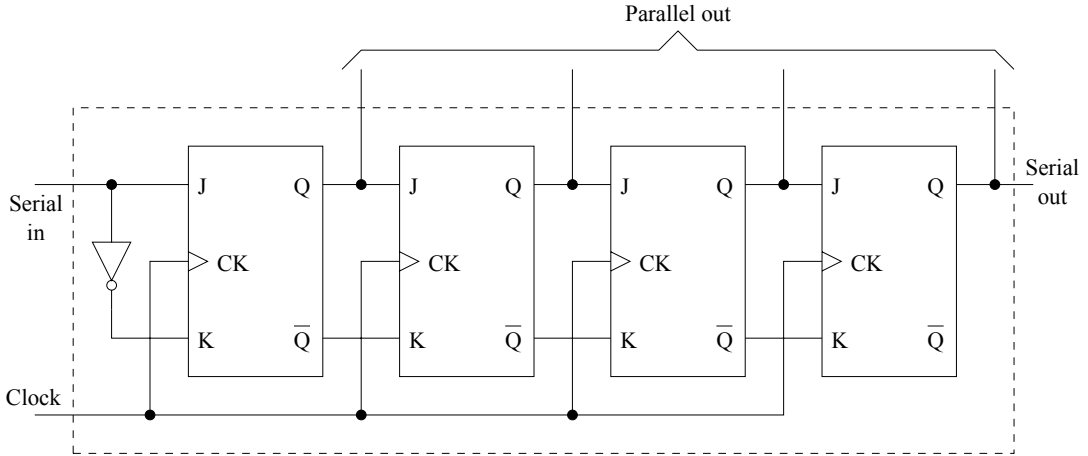 Parallel out
J Q J Q J Q J Q
Serial
in
Serial
out
CK CK CK CK
K Q̅ K Q̅ K Q̅ K Q̅
Clock